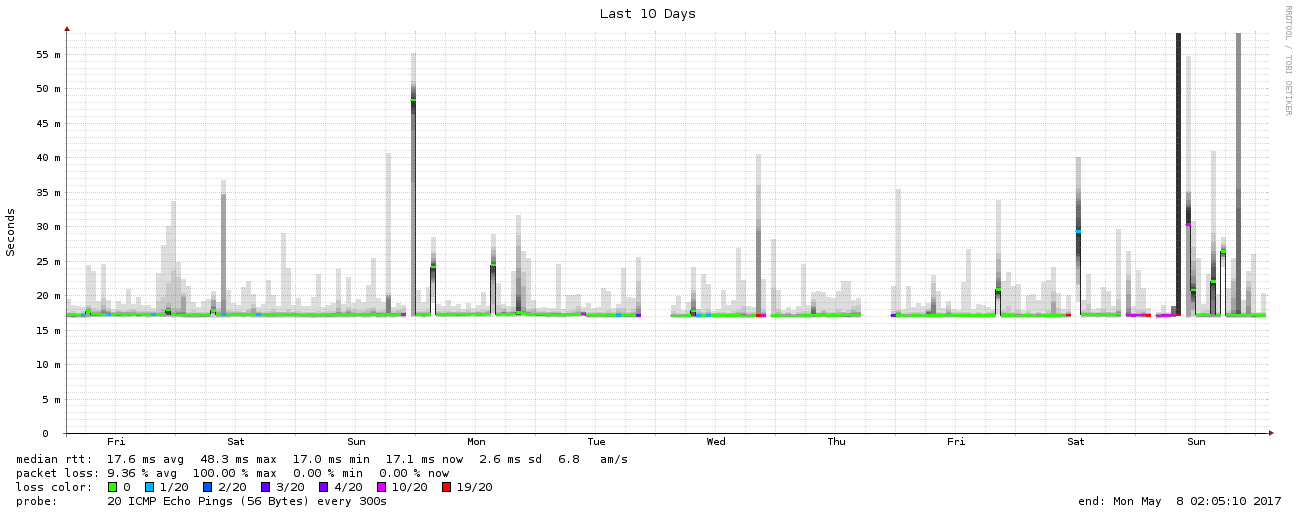 Last 10 Days
RRDTOOL / TOBI OETIKER
Seconds
55 m
50 m
45 m
40 m
35 m
30 m
25 m
20 m
15 m
10 m
5 m
0
Fri Sat Sun Mon Tue Wed Thu Fri Sat Sun
median rtt: 17.6 ms avg 48.3 ms max 17.0 ms min 17.1 ms now 2.6 ms sd 6.8 am/s
packet loss: 9.36 % avg 100.00 % max 0.00 % min 0.00 % now
loss color: 0 1/20 2/20 3/20 4/20 10/20 19/20
probe: 20 ICMP Echo Pings (56 Bytes) every 300s end: Mon May 8 02:05:10 2017